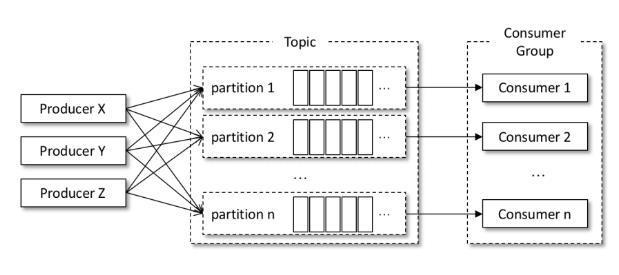 Topic
Consumer
Group
Producer X
Producer Y
Producer Z
partition 1 ...
partition 2 ...
...
partition n ...
Consumer 1
Consumer 2
...
Consumer n